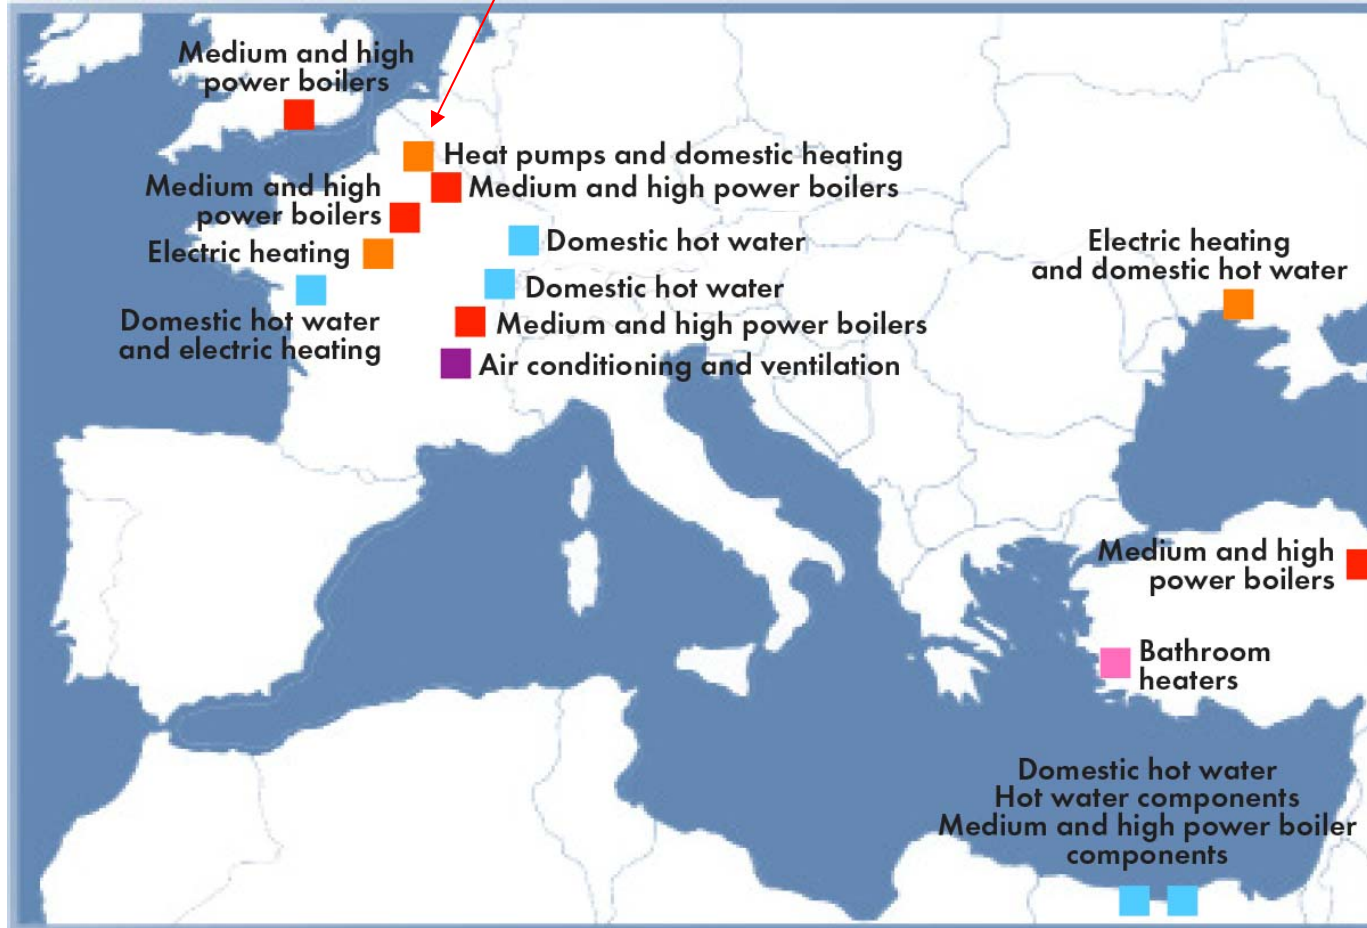 Medium and high
power boilers
Heat pumps and domestic heating
Medium and high
power boilers
Medium and high power boilers
Electric heating
Domestic hot water
Domestic hot water
and electric heating
Domestic hot water
Medium and high power boilers
Air conditioning and ventilation
Electric heating
and domestic hot water
Medium and high
power boilers
Bathroom
heaters
Domestic hot water
Hot water components
Medium and high power boiler
components